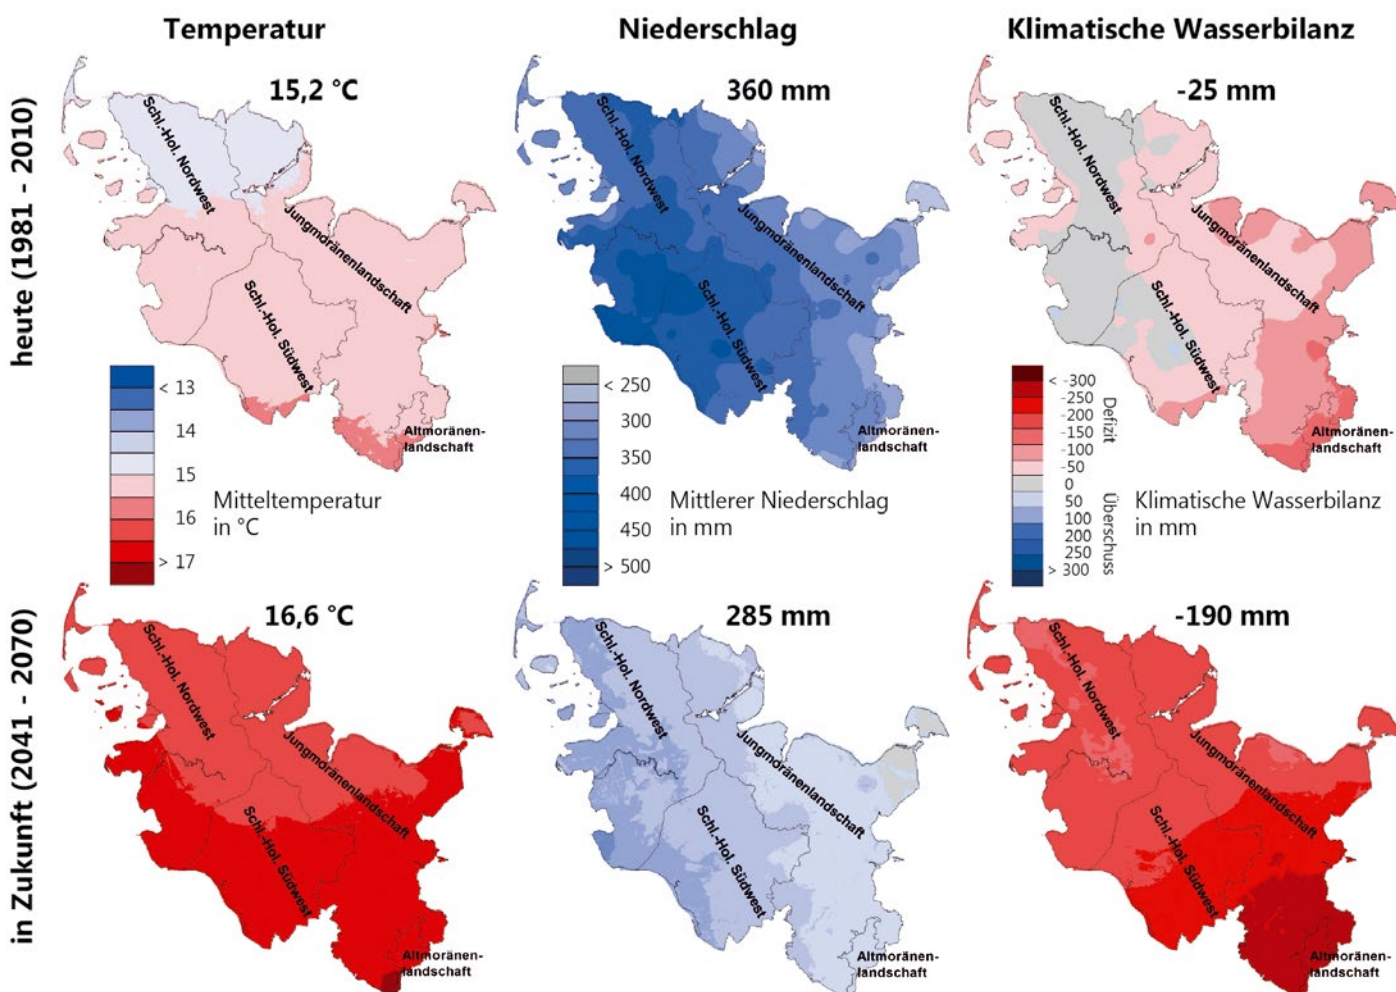 Temperatur
Niederschlag
Klimatische Wasserbilanz
heute (1981 - 2010)
15,2 °C
Schl.-Hol. Nordwest
Jungmoränenlandschaft
Schl.-Hol. Südwest
Altmoränen-
landschaft
< 13
14
15
16
> 17
Mitteltemperatur
in °C
360 mm
Schl.-Hol. Nordwest
Jungmoränenlandschaft
Schl.-Hol. Südwest
Altmoränen-
landschaft
< 250
300
350
400
450
> 500
Mittlerer Niederschlag
in mm
-25 mm
Schl.-Hol. Nordwest
Jungmoränenlandschaft
Schl.-Hol. Südwest
Altmoränen-
landschaft
< -300
-250
-200
-150
-100
-50
0
50
100
200
250
> 300
Defizit
Überschuss
Klimatische Wasserbilanz
in mm
in Zukunft (2041 - 2070)
16,6 °C
Schl.-Hol. Nordwest
Jungmoränenlandschaft
Schl.-Hol. Südwest
Altmoränen-
landschaft
285 mm
Schl.-Hol. Nordwest
Jungmoränenlandschaft
Schl.-Hol. Südwest
Altmoränen-
landschaft
-190 mm
Schl.-Hol. Nordwest
Jungmoränenlandschaft
Schl.-Hol. Südwest
Altmoränen-
landschaft